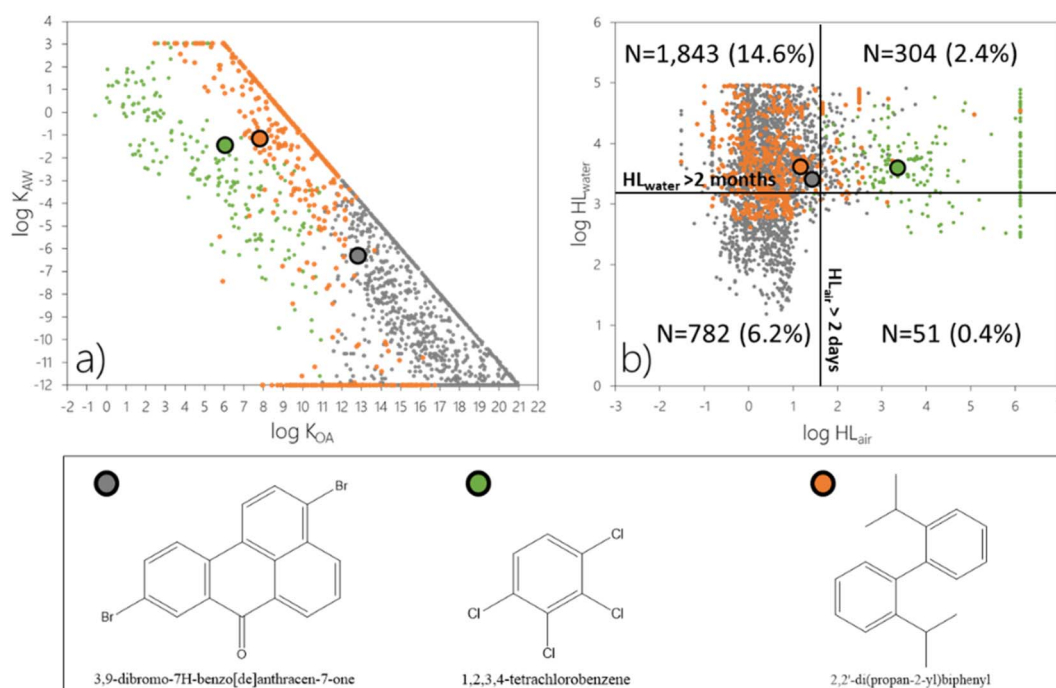 4
3
2
1
0
-1
-2
-3
-4
-5
-6
-7
-8
-9
-10
-11
-12
log K_AW
a)
-2 -1 0 1 2 3 4 5 6 7 8 9 10 11 12 13 14 15 16 17 18 19 20 21 22
log K_OA
6
5
4
3
2
1
0
log HL_water
N=1,843 (14.6%)
N=304 (2.4%)
HL_water >2 months
HL_air > 2 days
N=782 (6.2%)
N=51 (0.4%)
b)
-3 -2 -1 0 1 2 3 4 5 6
log HL_air
Br
Br
O
3,9-dibromo-7H-benzo[de]anthracen-7-one
Cl
Cl
Cl
Cl
1,2,3,4-tetrachlorobenzene
2,2'-di(propan-2-yl)biphenyl